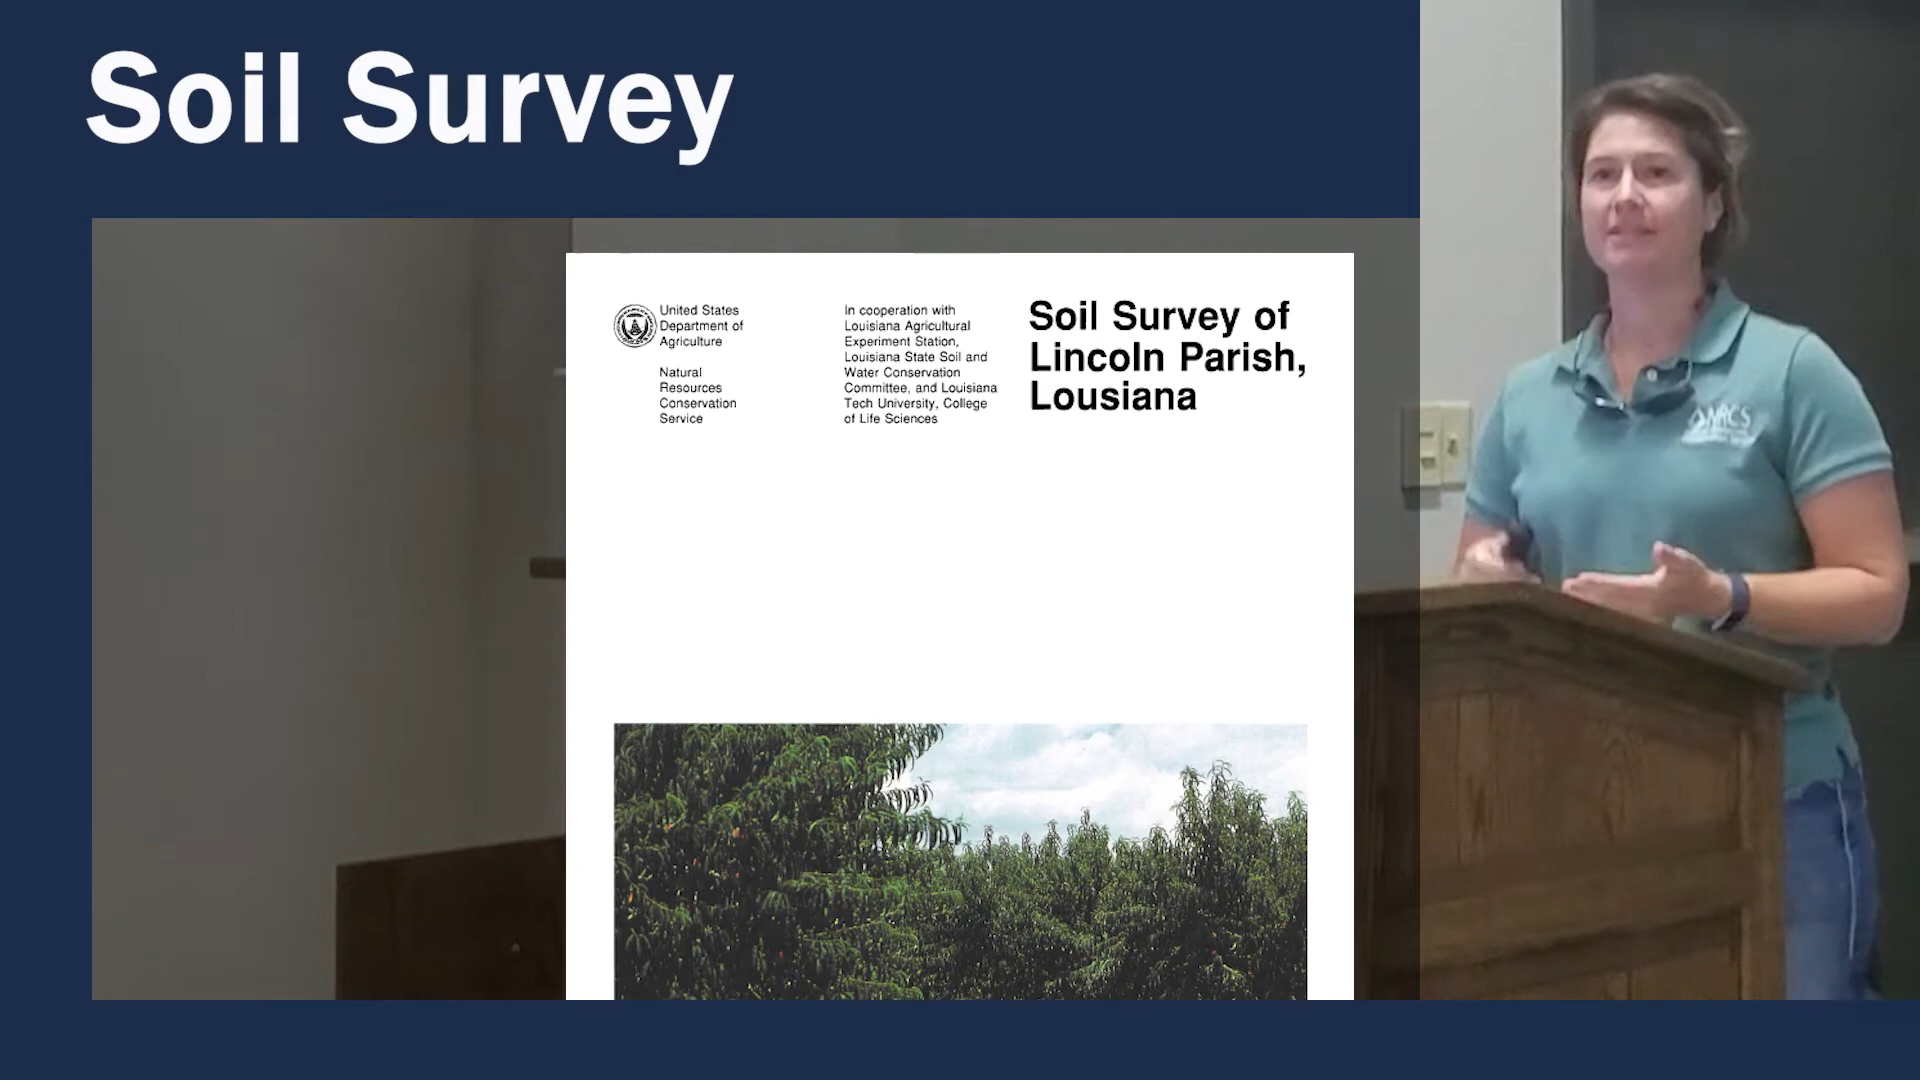 Soil Survey
United States
Department of
Agriculture
Natural
Resources
Conservation
Service
In cooperation with
Louisiana Agricultural
Experiment Station,
Louisiana State Soil and
Water Conservation
Committee, and Louisiana
Tech University, College
of Life Sciences
Soil Survey of
Lincoln Parish,
Lousiana
NRCS